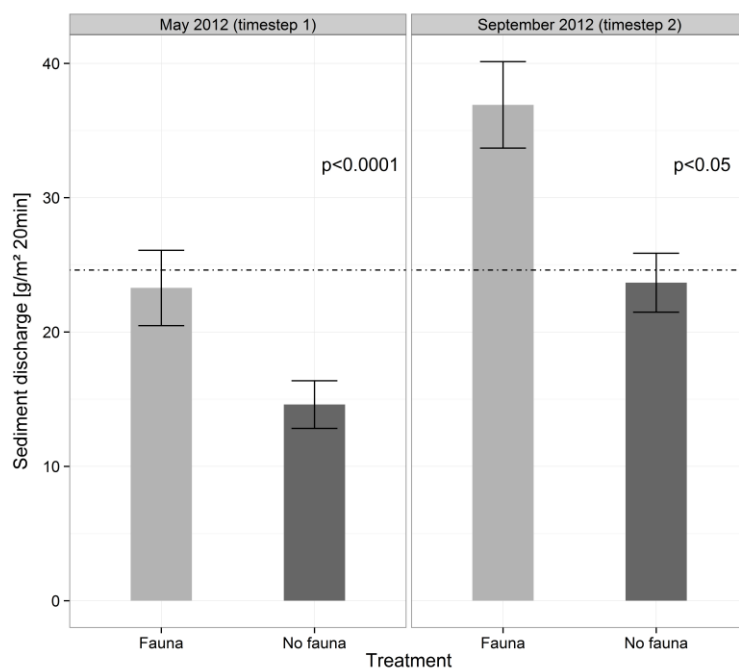 May 2012 (timestep 1)
September 2012 (timestep 2)
40
30
20
10
0
Sediment discharge [g/m² 20min]
p<0.0001
p<0.05
Fauna
No fauna
Fauna
No fauna
Treatment